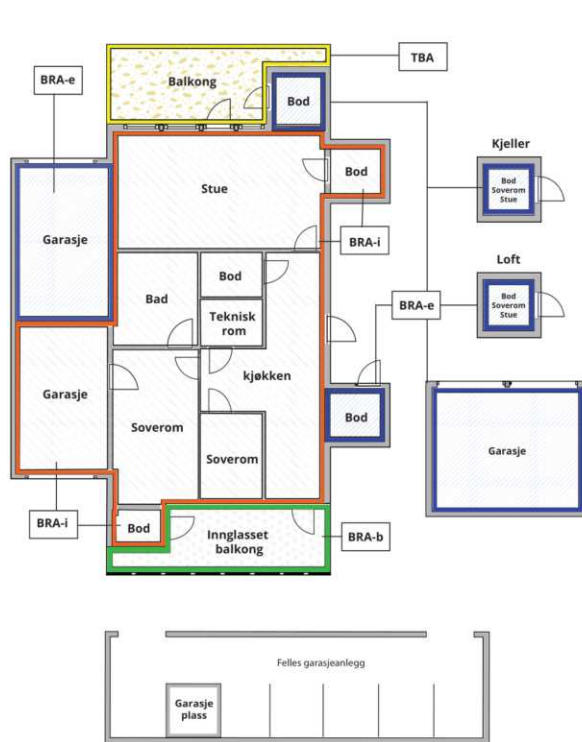 TBA
BRA-e
Balkong
Bod
Kjeller
Bod
Soverom
Stue
Stue
Bod
Garasje
BRA-i
Loft
Bod
Soverom
Stue
Bod
Bad
Teknisk
rom
BRA-e
Garasje
kjøkken
Bod
Garasje
Soverom
Soverom
BRA-i
Bod
Innglasset
balkong
BRA-b
Felles garasjeanlegg
Garasje
plass